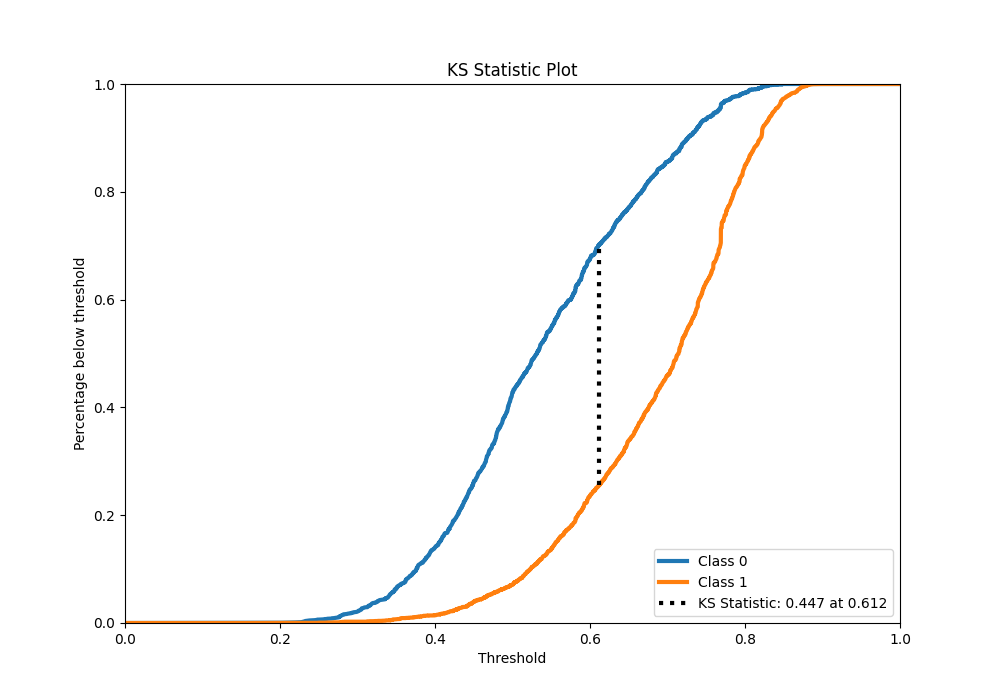 KS Statistic Plot
1.0
0.8
0.6
0.4
0.2
0.0
Percentage below threshold
0.0 0.2 0.4 0.6 0.8 1.0
Threshold
Class 0
Class 1
KS Statistic: 0.447 at 0.612